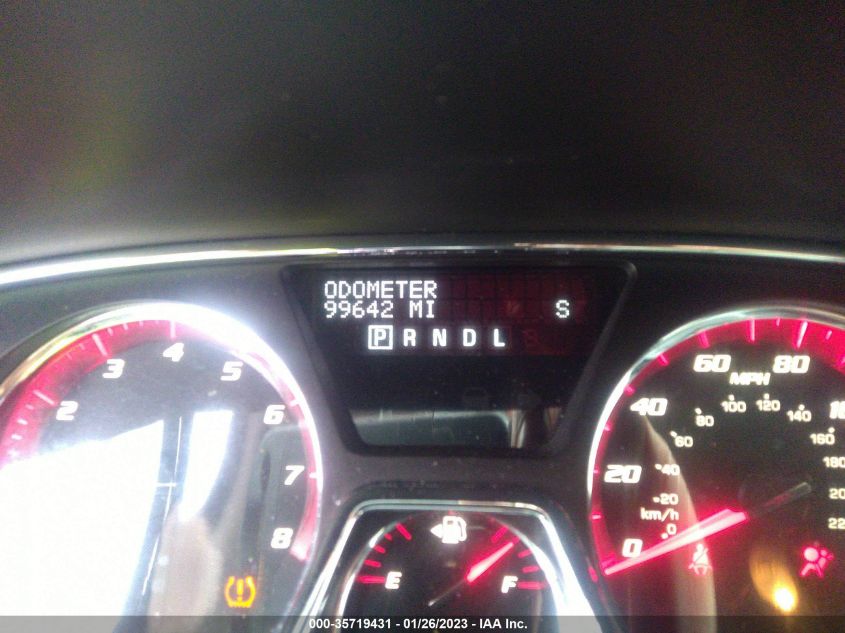 ODOMETER
99642 MI S
P R N D L
2 3 4 5 6 7 8
E F
0 20 40 60 80
MPH
0 20 40 60 80 100 120 140 160 180
km/h
000-35719431 - 01/26/2023 - IAA Inc.